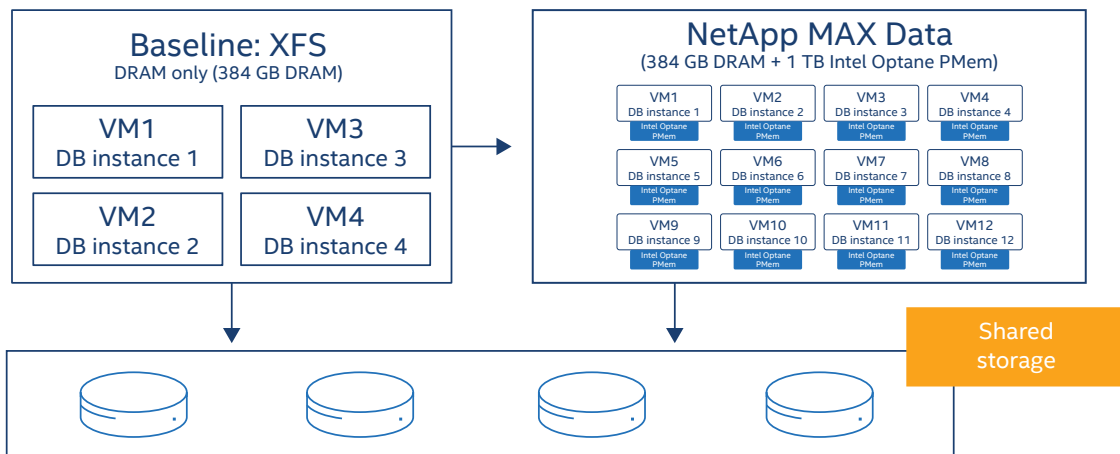 Baseline: XFS
DRAM only (384 GB DRAM)
VM1
DB instance 1
VM3
DB instance 3
VM2
DB instance 2
VM4
DB instance 4
NetApp MAX Data
(384 GB DRAM + 1 TB Intel Optane PMem)
VM1
DB instance 1
Intel Optane
PMem
VM2
DB instance 2
Intel Optane
PMem
VM3
DB instance 3
Intel Optane
PMem
VM4
DB instance 4
Intel Optane
PMem
VM5
DB instance 5
Intel Optane
PMem
VM6
DB instance 6
Intel Optane
PMem
VM7
DB instance 7
Intel Optane
PMem
VM8
DB instance 8
Intel Optane
PMem
VM9
DB instance 9
Intel Optane
PMem
VM10
DB instance 10
Intel Optane
PMem
VM11
DB instance 11
Intel Optane
PMem
VM12
DB instance 12
Intel Optane
PMem
Shared
storage